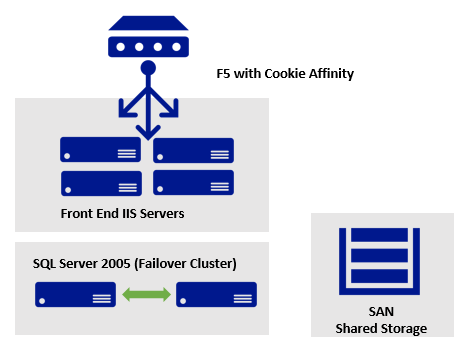 F5 with Cookie Affinity
Front End IIS Servers
SQL Server 2005 (Failover Cluster)
SAN
Shared Storage